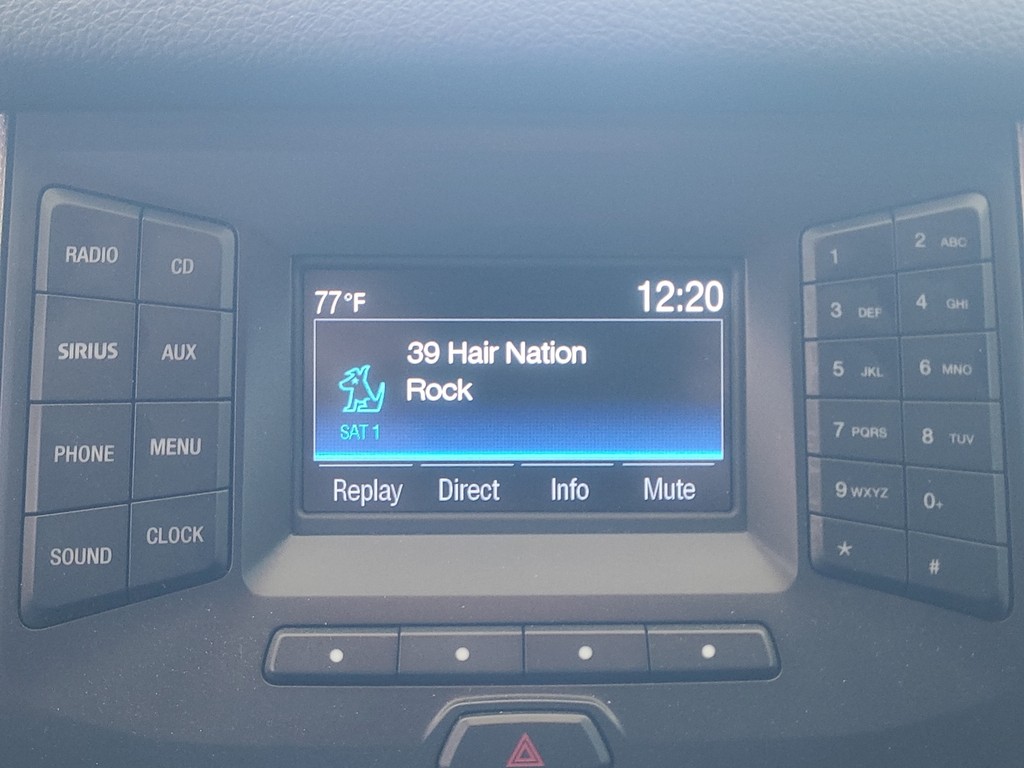 77°F 12:20
39 Hair Nation
Rock
SAT 1
Replay Direct Info Mute
RADIO CD
SIRIUS AUX
PHONE MENU
SOUND CLOCK
1 2 ABC
3 DEF 4 GHI
5 JKL 6 MNO
7 PQRS 8 TUV
9 WXYZ 0+
* #